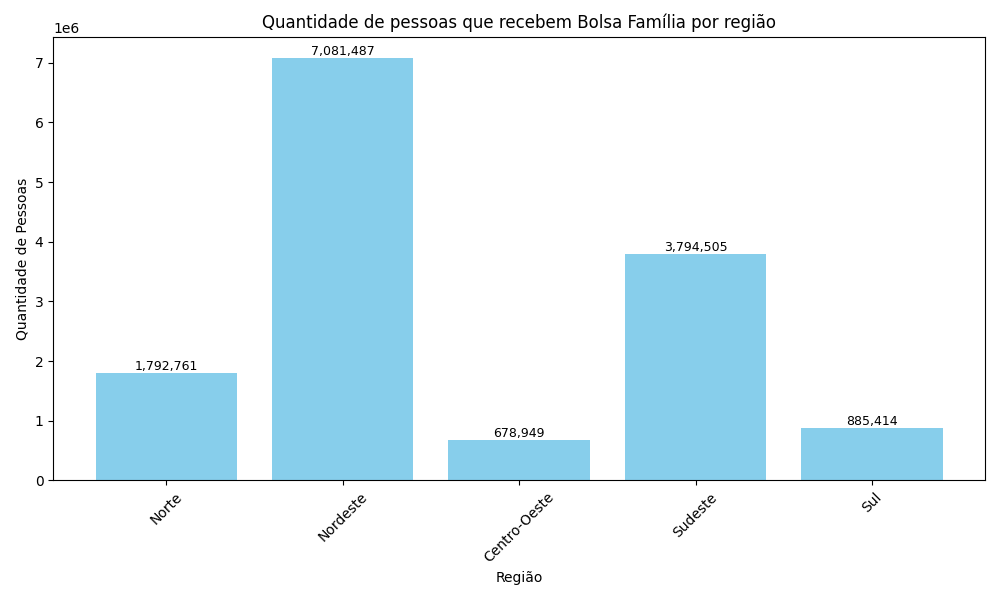 Quantidade de pessoas que recebem Bolsa Família por região
1e6
7,081,487
7
6
5
Quantidade de Pessoas
4
3,794,505
3
2
1,792,761
1
885,414
678,949
0
Norte
Nordeste
Centro-Oeste
Sudeste
Sul
Região